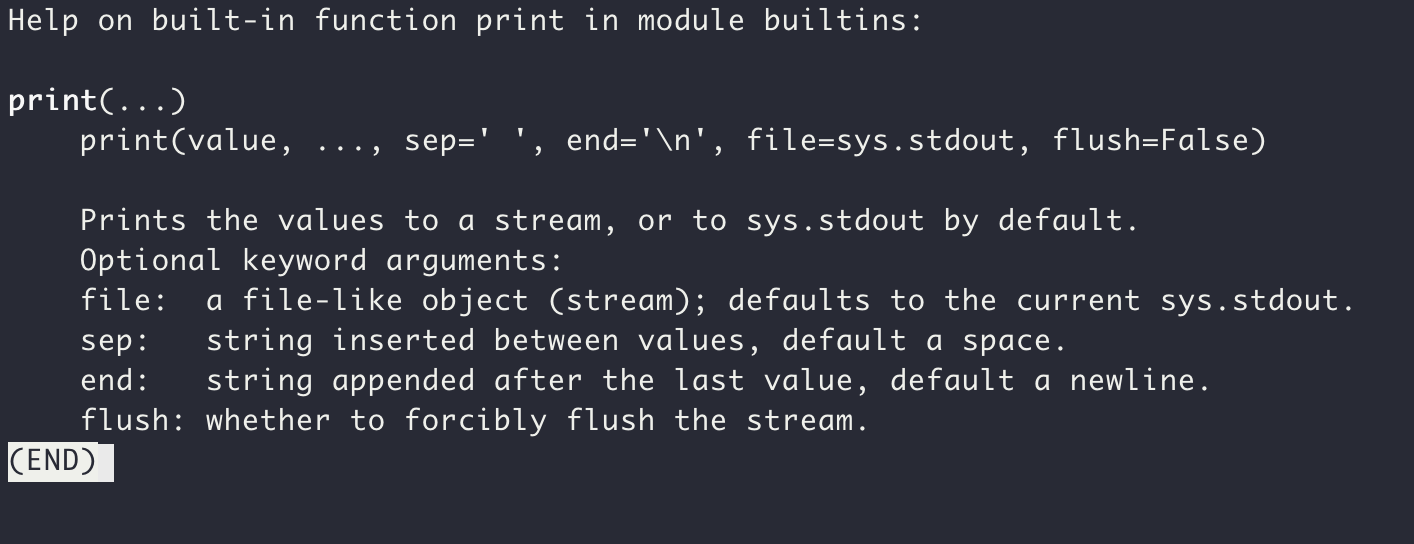 Help on built-in function print in module builtins:

print(...)
    print(value, ..., sep=' ', end='\n', file=sys.stdout, flush=False)

    Prints the values to a stream, or to sys.stdout by default.
    Optional keyword arguments:
    file:  a file-like object (stream); defaults to the current sys.stdout.
    sep:   string inserted between values, default a space.
    end:   string appended after the last value, default a newline.
    flush: whether to forcibly flush the stream.
(END)